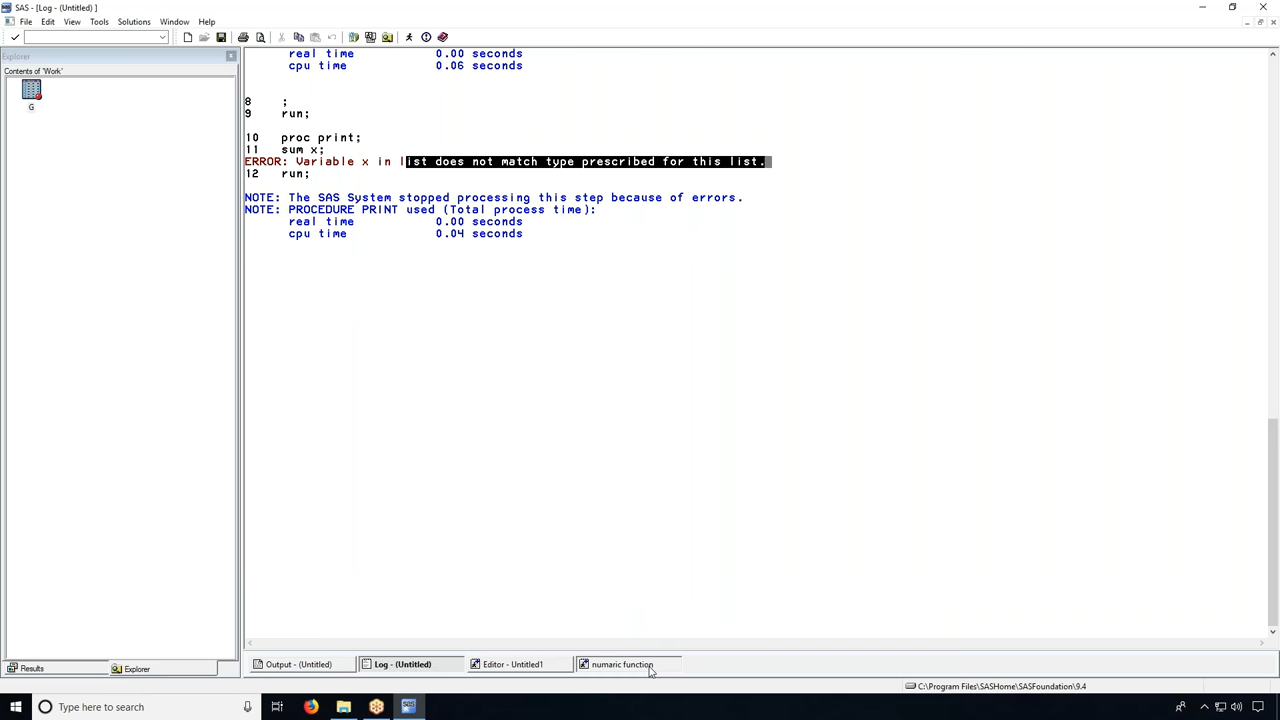 SAS - [Log - (Untitled) ]
File Edit View Tools Solutions Window Help
Explorer
Contents of 'Work'
G
real time 0.00 seconds
cpu time 0.06 seconds
8 ;
9 run;
10 proc print;
11 sum x;
ERROR: Variable x in list does not match type prescribed for this list.
12 run;
NOTE: The SAS System stopped processing this step because of errors.
NOTE: PROCEDURE PRINT used (Total process time):
real time 0.00 seconds
cpu time 0.04 seconds
Results
Explorer
Output - (Untitled)
Log - (Untitled)
Editor - Untitled1
numaric function
C:\Program Files\SASHome\SASFoundation\9.4
Type here to search
SAS